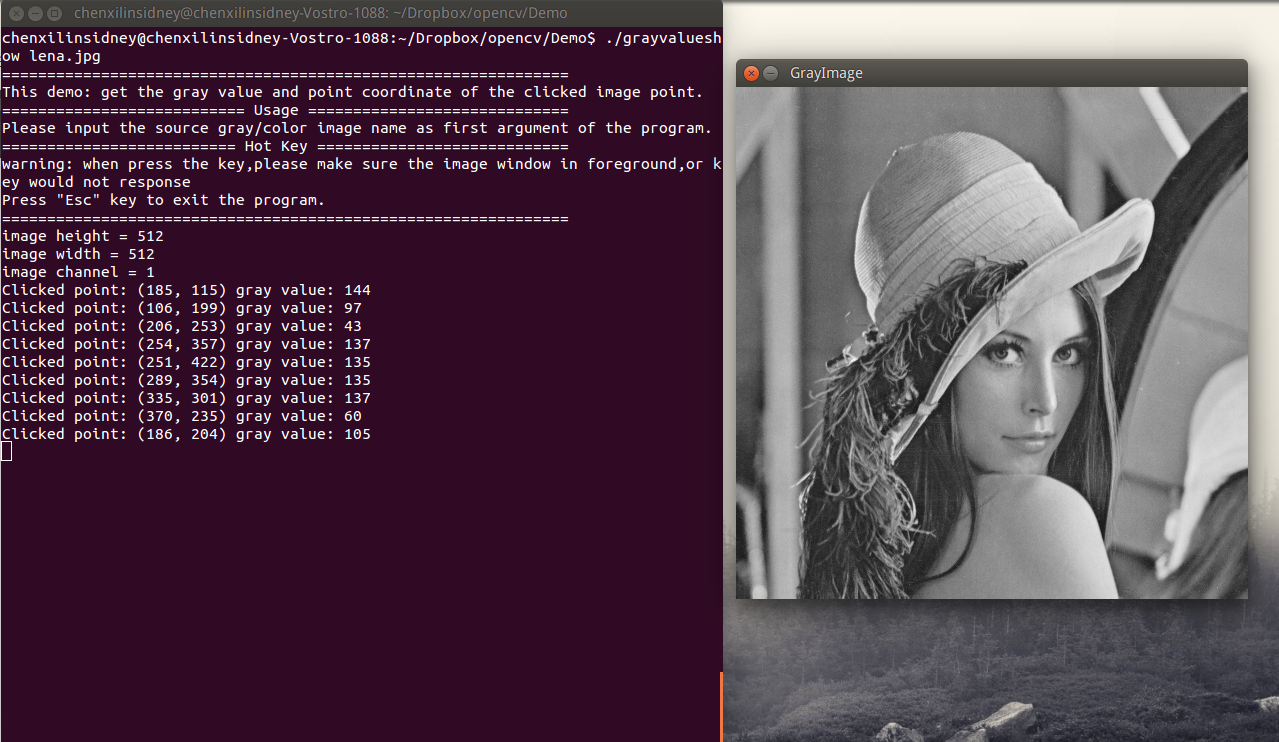 chenxilinsidney@chenxilinsidney-Vostro-1088: ~/Dropbox/opencv/Demo
chenxilinsidney@chenxilinsidney-Vostro-1088:~/Dropbox/opencv/Demo$ ./grayvaluesh
ow lena.jpg
===============================================================
This demo: get the gray value and point coordinate of the clicked image point.
=========================== Usage =============================
Please input the source gray/color image name as first argument of the program.
========================== Hot Key ============================
warning: when press the key,please make sure the image window in foreground,or k
ey would not response
Press "Esc" key to exit the program.
===============================================================
image height = 512
image width = 512
image channel = 1
Clicked point: (185, 115) gray value: 144
Clicked point: (106, 199) gray value: 97
Clicked point: (206, 253) gray value: 43
Clicked point: (254, 357) gray value: 137
Clicked point: (251, 422) gray value: 135
Clicked point: (289, 354) gray value: 135
Clicked point: (335, 301) gray value: 137
Clicked point: (370, 235) gray value: 60
Clicked point: (186, 204) gray value: 105
GrayImage